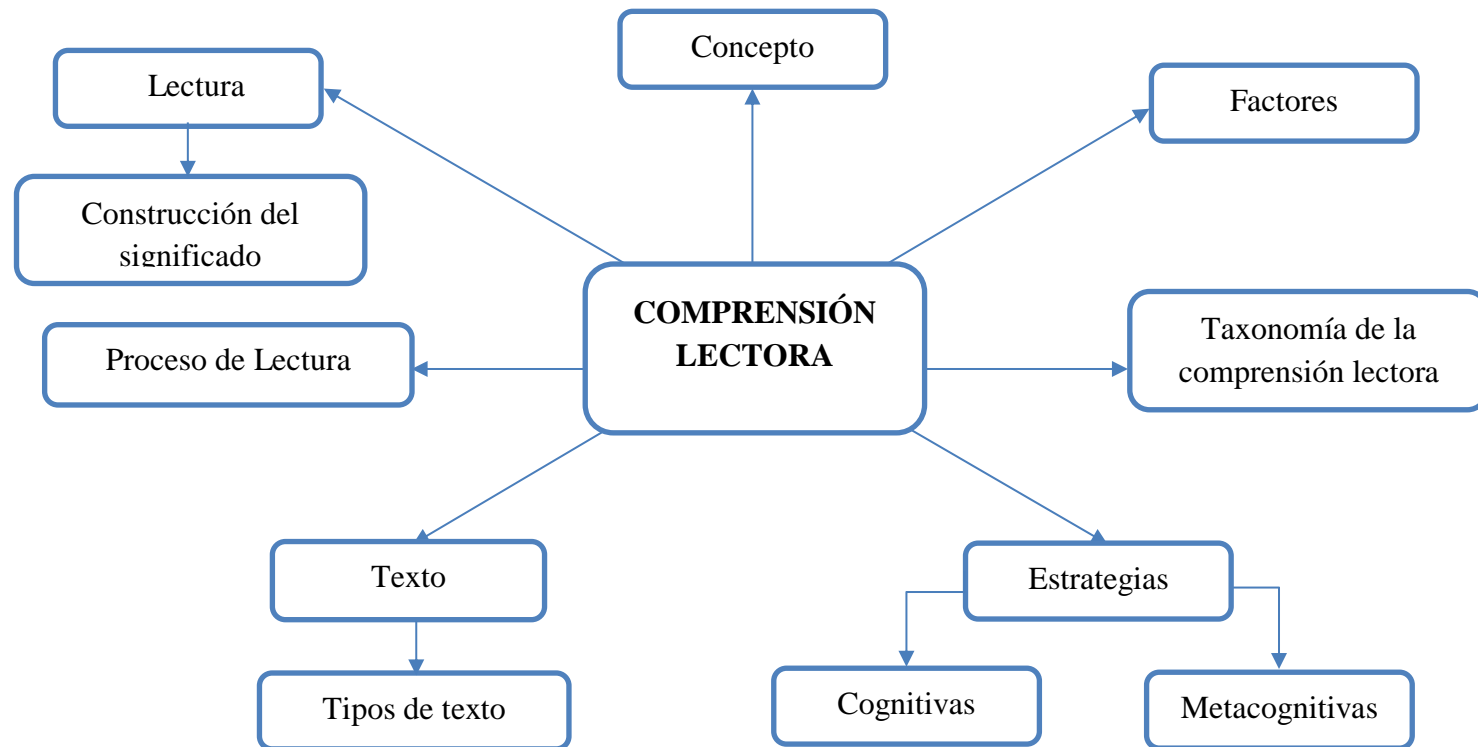 Concepto
Lectura
Factores
Construcción del
significado
COMPRENSIÓN
LECTORA
Taxonomía de la
comprensión lectora
Proceso de Lectura
Texto
Estrategias
Tipos de texto
Cognitivas
Metacognitivas